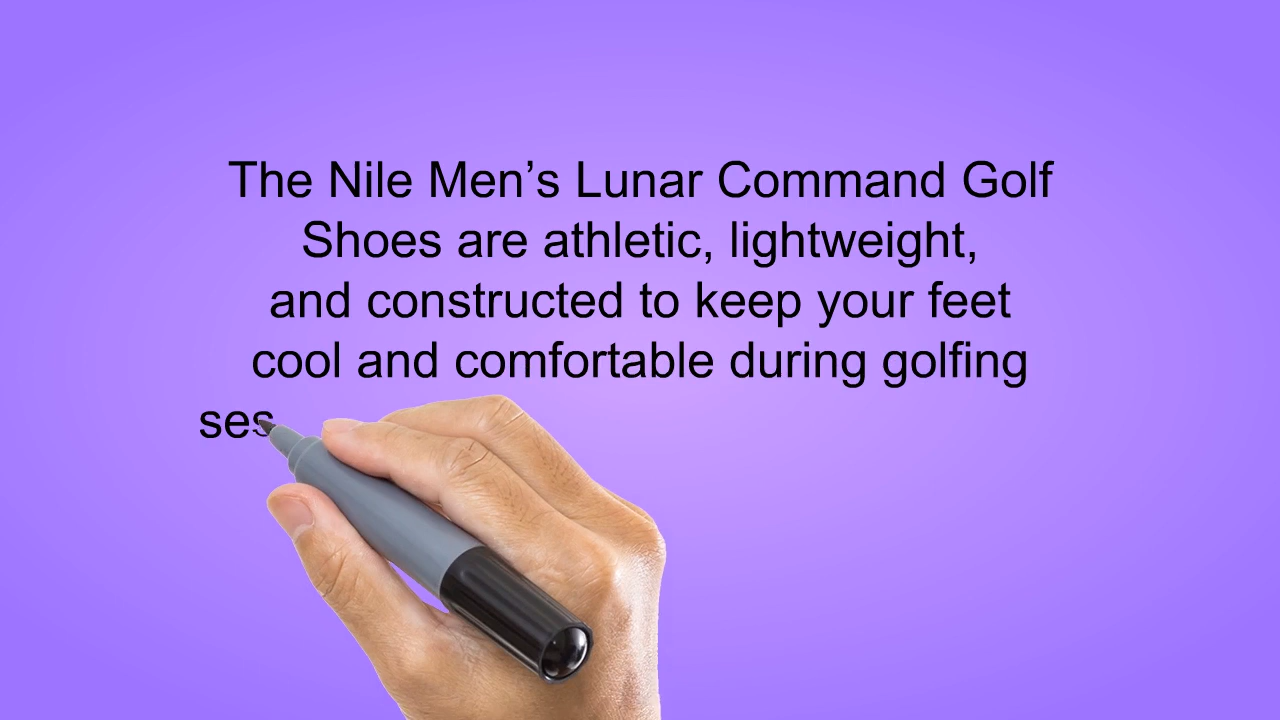 The Nile Men’s Lunar Command Golf
Shoes are athletic, lightweight,
and constructed to keep your feet
cool and comfortable during golfing
ses